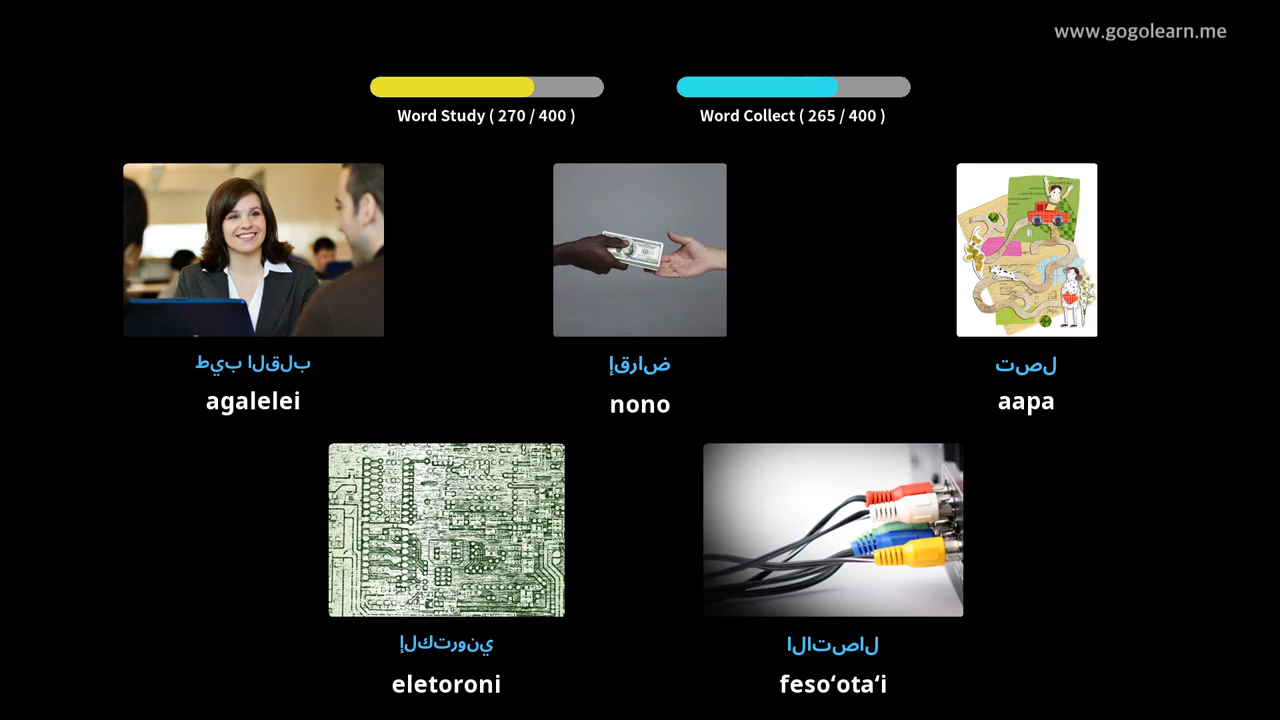 www.gogolearn.me
Word Study ( 270 / 400 )
Word Collect ( 265 / 400 )
طيب القلب
agalelei
إقراض
nono
تصل
aapa
إلكتروني
eletoroni
الاتصال
feso‘ota‘i